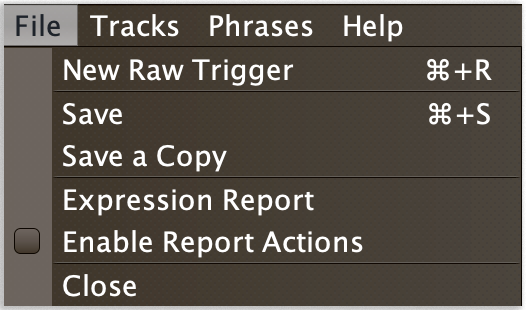 File Tracks Phrases Help
New Raw Trigger ⌘+R
Save ⌘+S
Save a Copy
Expression Report
Enable Report Actions
Close